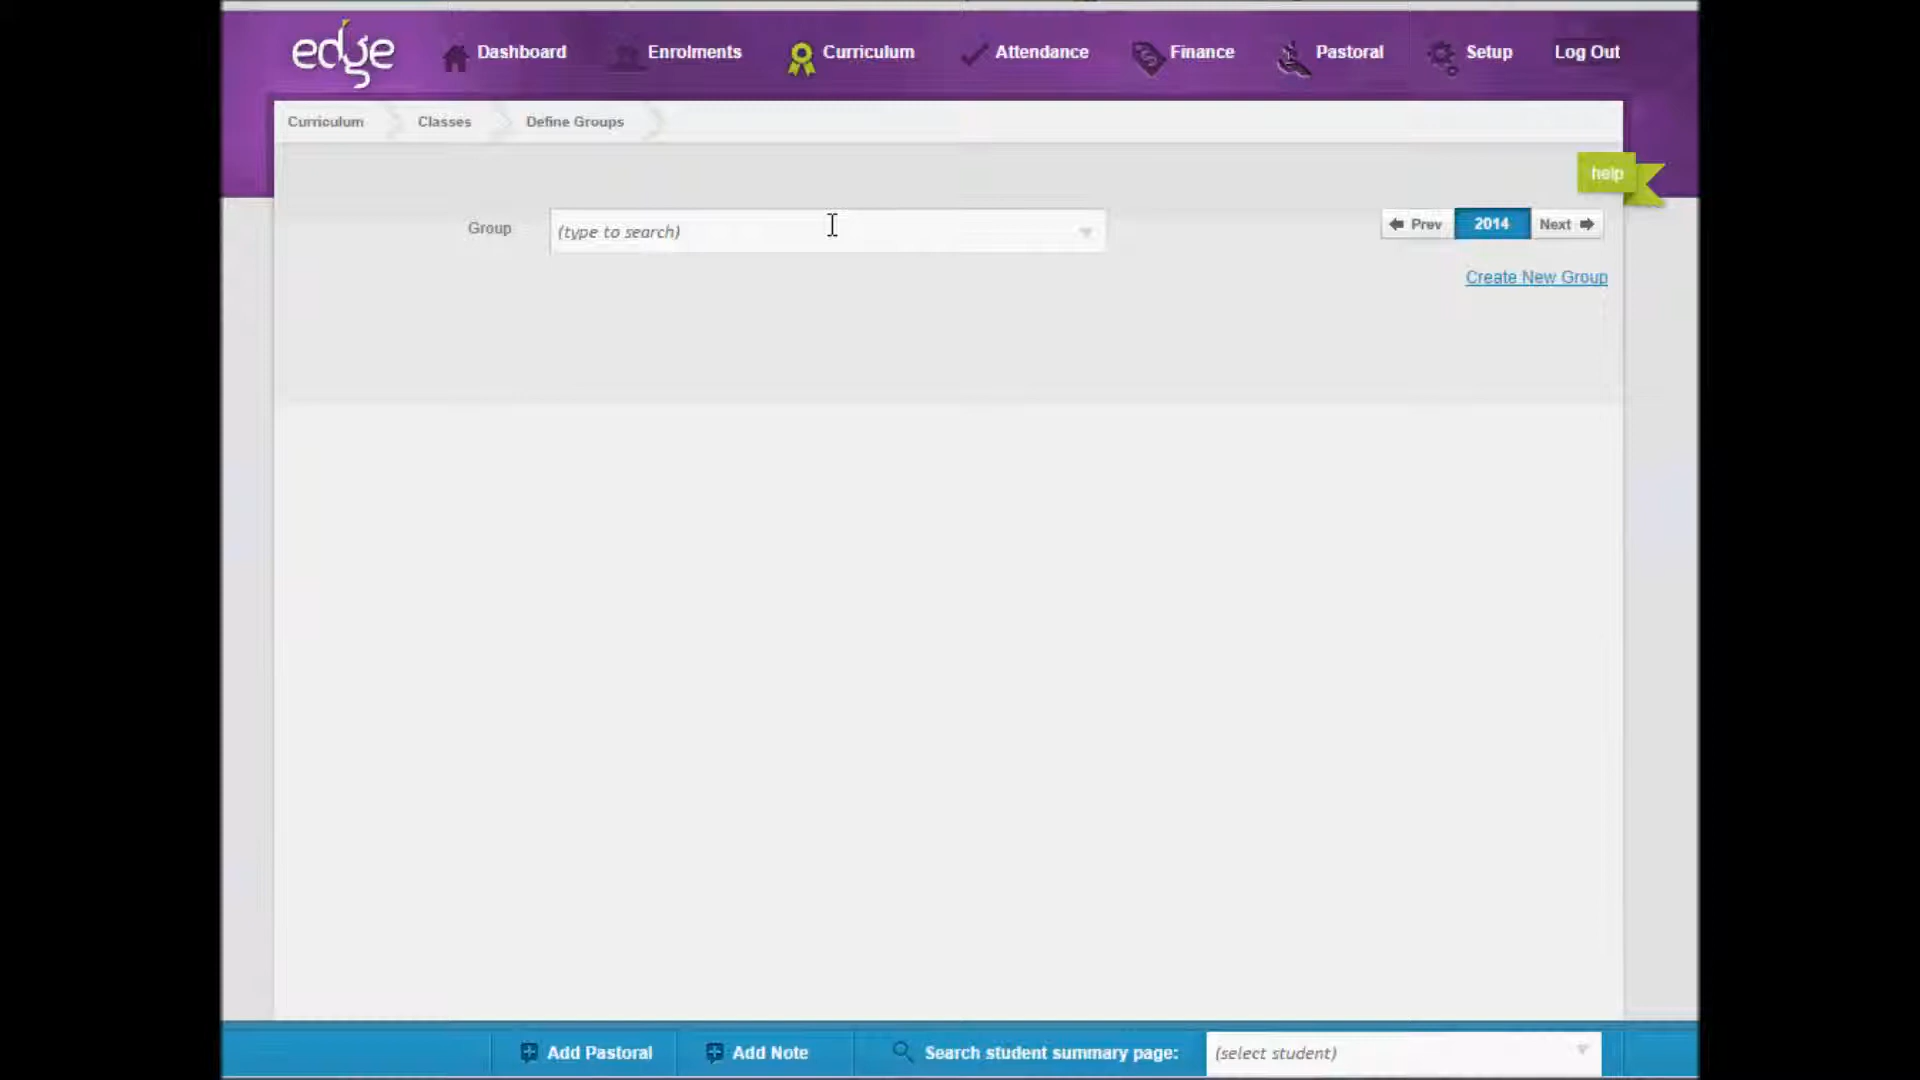 edge
Dashboard
Enrolments
Curriculum
Attendance
Finance
Pastoral
Setup
Log Out
Curriculum
Classes
Define Groups
help
Group
(type to search)
Prev
2014
Next
Create New Group
Add Pastoral
Add Note
Search student summary page:
(select student)